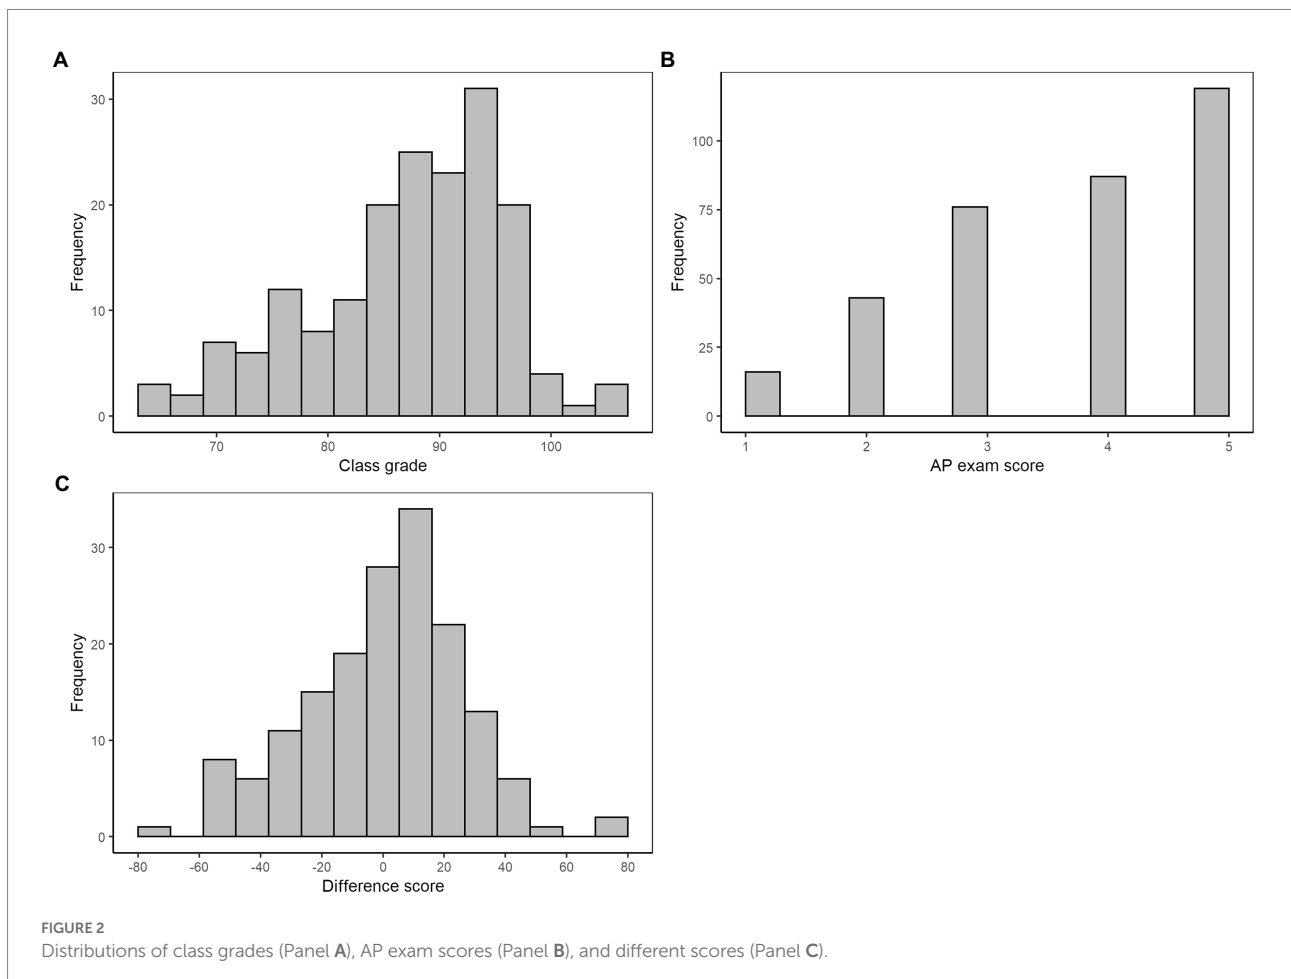 A
30
20
10
0
Frequency
70 80 90 100
Class grade
B
100
75
50
25
0
Frequency
1 2 3 4 5
AP exam score
C
30
20
10
0
Frequency
-80 -60 -40 -20 0 20 40 60 80
Difference score
FIGURE 2
Distributions of class grades (Panel A), AP exam scores (Panel B), and different scores (Panel C).